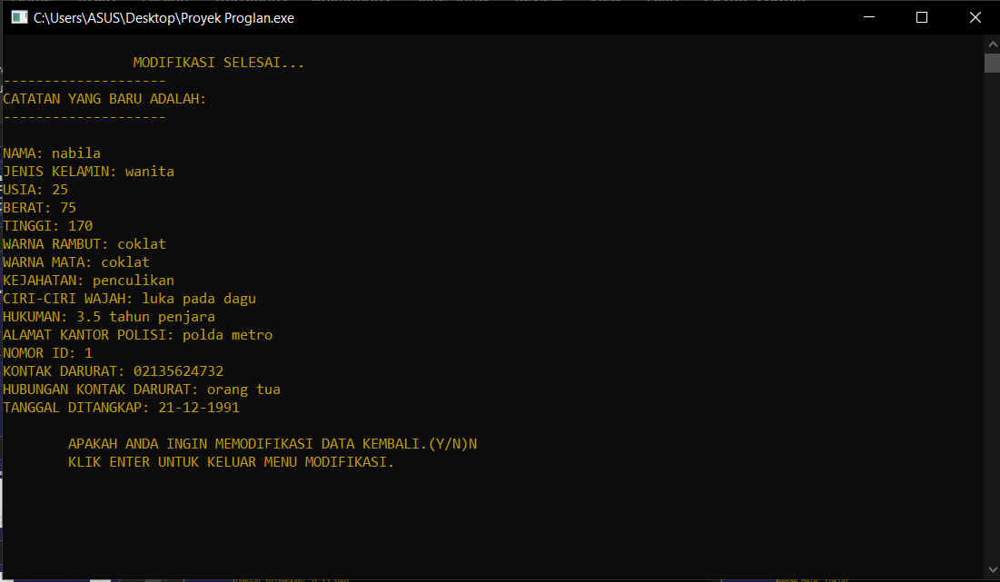 C:\Users\ASUS\Desktop\Proyek Proglan.exe
MODIFIKASI SELESAI...
--------------------
CATATAN YANG BARU ADALAH:
--------------------
NAMA: nabila
JENIS KELAMIN: wanita
USIA: 25
BERAT: 75
TINGGI: 170
WARNA RAMBUT: coklat
WARNA MATA: coklat
KEJAHATAN: penculikan
CIRI-CIRI WAJAH: luka pada dagu
HUKUMAN: 3.5 tahun penjara
ALAMAT KANTOR POLISI: polda metro
NOMOR ID: 1
KONTAK DARURAT: 02135624732
HUBUNGAN KONTAK DARURAT: orang tua
TANGGAL DITANGKAP: 21-12-1991
APAKAH ANDA INGIN MEMODIFIKASI DATA KEMBALI.(Y/N)N
KLIK ENTER UNTUK KELUAR MENU MODIFIKASI.